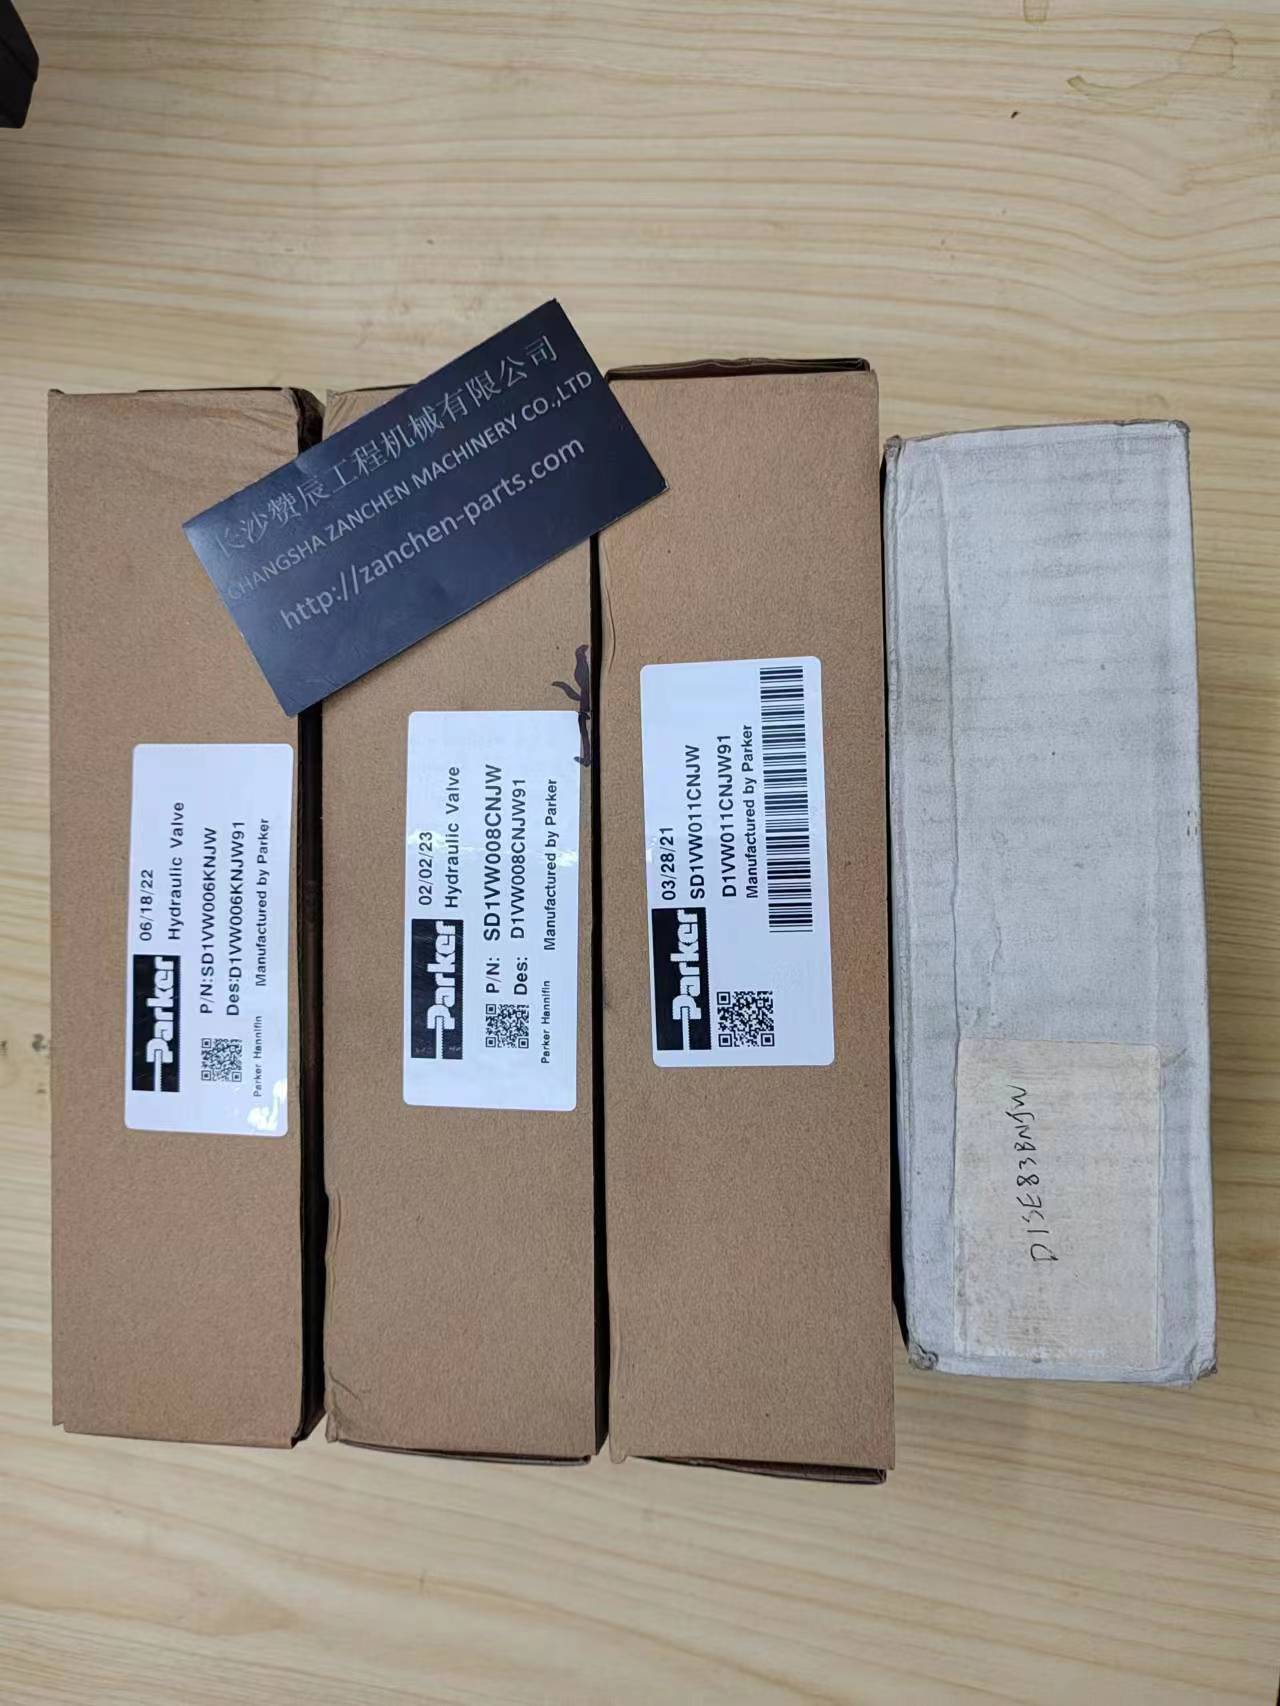 长沙赞辰工程机械有限公司
CHANGSHA ZANCHEN MACHINERY CO.,LTD
http://zanchen-parts.com
Parker
06/18/22
Hydraulic Valve
P/N:SD1VW006KNJW
Des:D1VW006KNJW91
Parker Hannifin Manufactured by Parker
Parker
02/02/23
Hydraulic Valve
P/N: SD1VW008CNJW
Des: D1VW008CNJW91
Parker Hannifin Manufactured by Parker
Parker
03/28/21
SD1VW011CNJW
D1VW011CNJW91
Manufactured by Parker
D1SE83BNJW